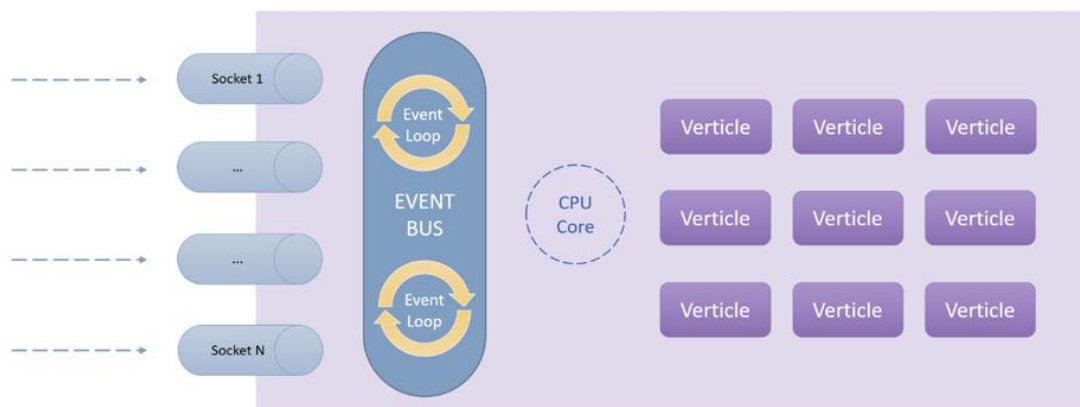 Socket 1
...
...
Socket N
Event
Loop
EVENT
BUS
Event
Loop
CPU
Core
Verticle Verticle Verticle
Verticle Verticle Verticle
Verticle Verticle Verticle